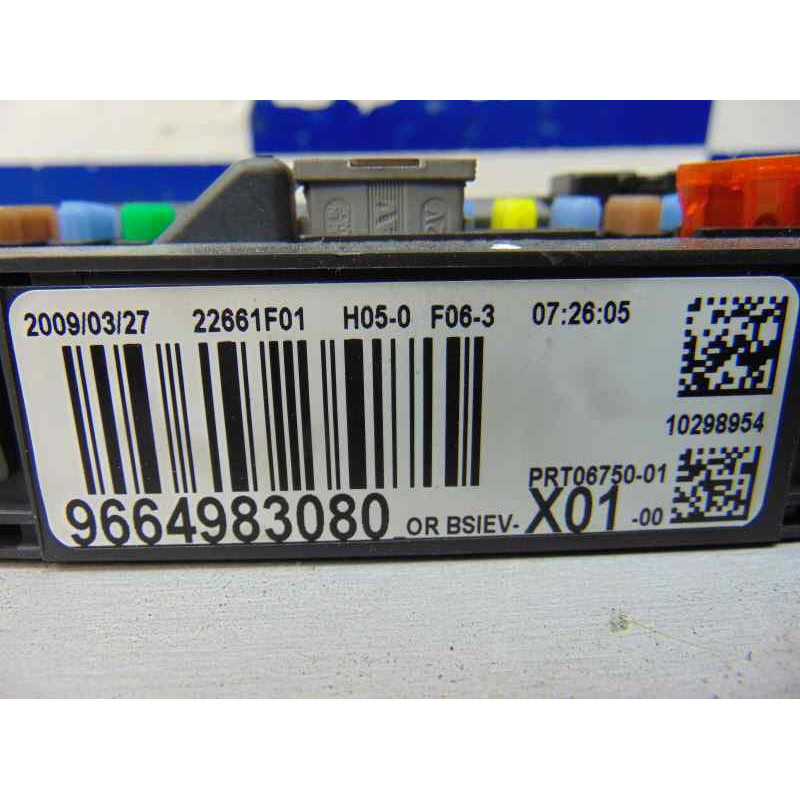 2009/03/27 22661F01 H05-0 F06-3 07:26:05
10298954
PRT06750-01
9664983080 OR BSIEV- X01 -00